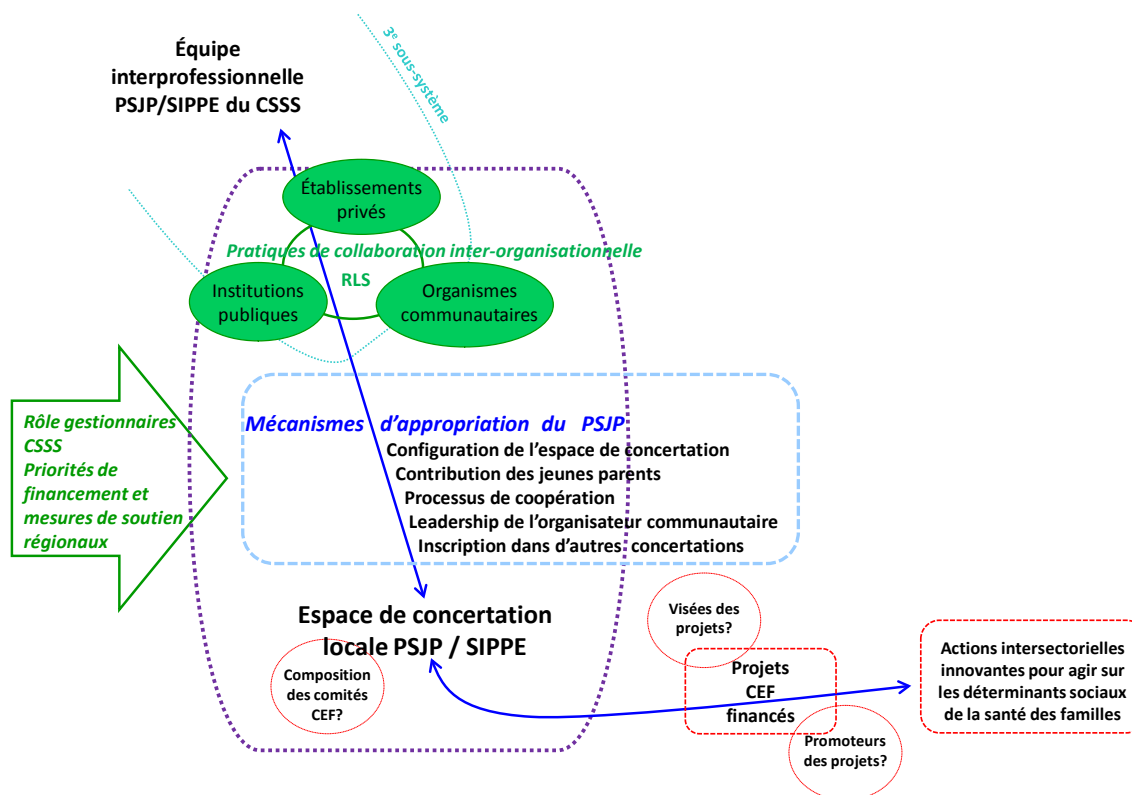 Équipe
interprofessionnelle
PSJP/SIPPE du CSSS
3e sous-système
Établissements
privés
Pratiques de collaboration inter-organisationnelle
RLS
Institutions
publiques
Organismes
communautaires
Rôle gestionnaires
CSSS
Priorités de
financement et
mesures de soutien
régionaux
Mécanismes d'appropriation du PSJP
Configuration de l'espace de concertation
Contribution des jeunes parents
Processus de coopération
Leadership de l'organisateur communautaire
Inscription dans d'autres concertations
Espace de concertation
locale PSJP / SIPPE
Composition
des comités
CEF?
Visées des
projets?
Projets
CEF
financés
Promoteurs
des projets?
Actions intersectorielles
innovantes pour agir sur
les déterminants sociaux
de la santé des familles